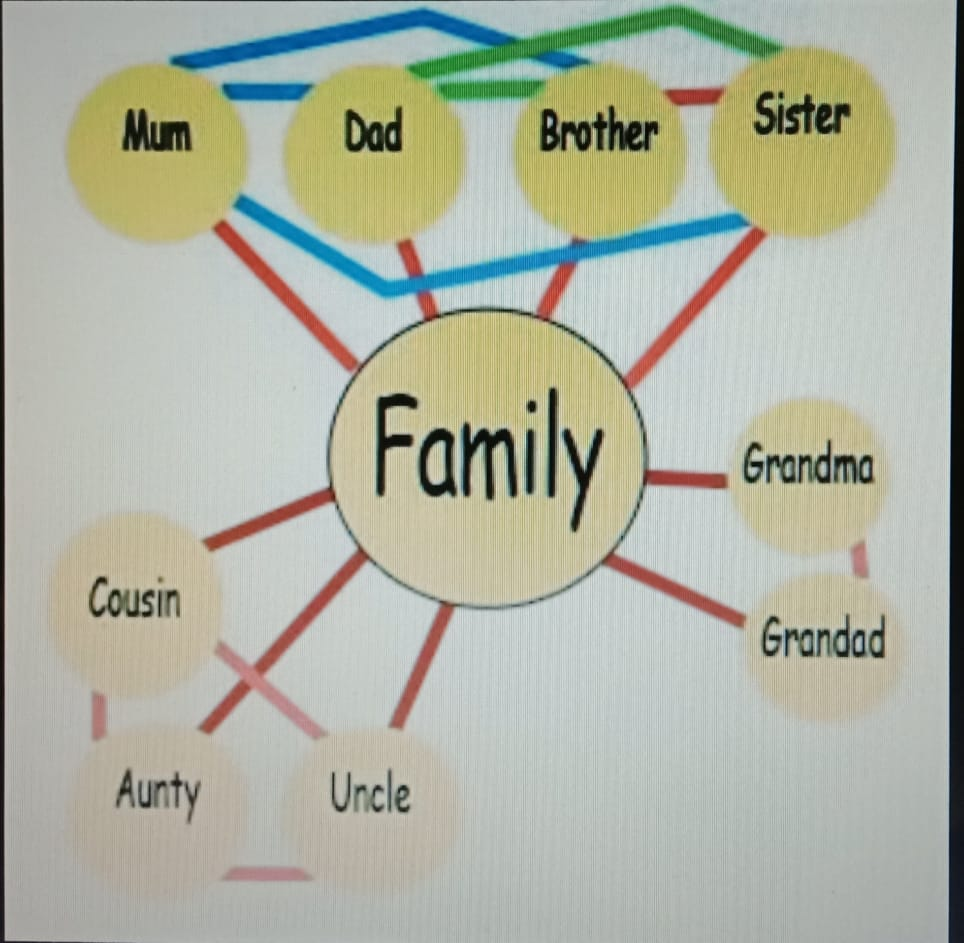 Mum
Dad
Brother
Sister
Family
Grandma
Cousin
Grandad
Aunty
Uncle